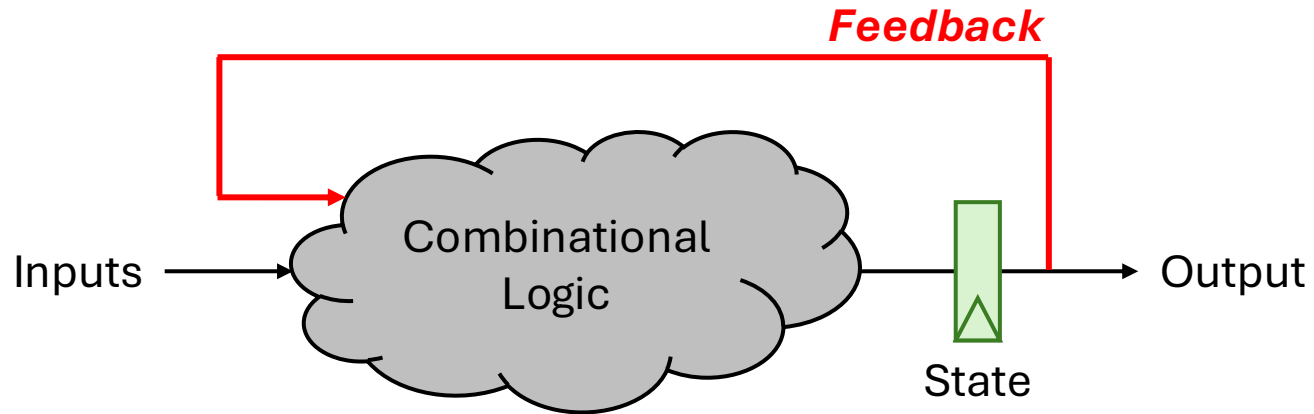 Feedback
Combinational
Logic
Inputs
Output
State